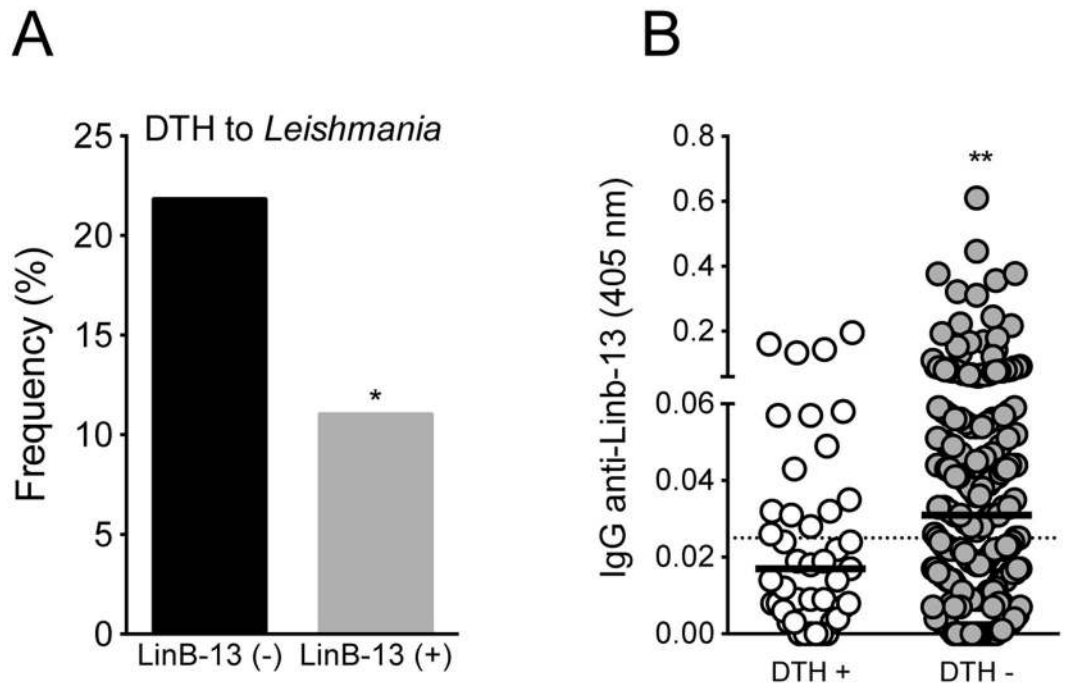 A
DTH to Leishmania
Frequency (%)
25
20
15
10
5
0
*
LinB-13 (-) LinB-13 (+)
B
IgG anti-Linb-13 (405 nm)
0.8
0.6
0.4
0.2
0.06
0.04
0.02
0.00
**
DTH + DTH -